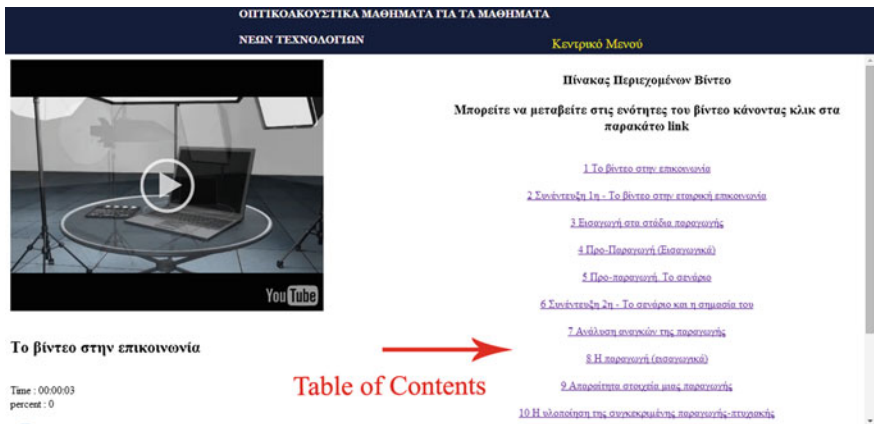 ΟΠΤΙΚΟΑΚΟΥΣΤΙΚΑ ΜΑΘΗΜΑΤΑ ΓΙΑ ΤΑ ΜΑΘΗΜΑΤΑ
ΝΕΩΝ ΤΕΧΝΟΛΟΓΙΩΝ
Κεντρικό Μενού
YouTube
Το βίντεο στην επικοινωνία
Time : 00:00:03
percent : 0
Πίνακας Περιεχομένων Βίντεο
Μπορείτε να μεταβείτε στις ενότητες του βίντεο κάνοντας κλικ στα
παρακάτω link
1 Το βίντεο στην επικοινωνία
2 Συνέντευξη 1η - Το βίντεο στην εταιρική επικοινωνία
3 Εισαγωγή στα στάδια παραγωγής
4 Προ-Παραγωγή (Εισαγωγικά)
5 Προ-παραγωγή. Το σενάριο
6 Συνέντευξη 2η - Το σενάριο και η σημασία του
7 Ανάλυση αναγκών της παραγωγής
8 Η παραγωγή (εισαγωγικά)
9 Απαραίτητα στοιχεία μιας παραγωγής
10 Η υλοποίηση της συγκεκριμένης παραγωγής-πτυχιακής
Table of Contents